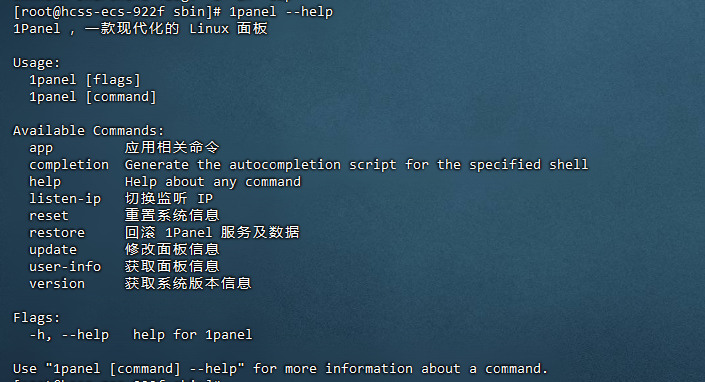 [root@hcss-ecs-922f sbin]# 1panel --help
1Panel , 一款现代化的 Linux 面板
Usage:
1panel [flags]
1panel [command]
Available Commands:
app 应用相关命令
completion Generate the autocompletion script for the specified shell
help Help about any command
listen-ip 切换监听 IP
reset 重置系统信息
restore 回滚 1Panel 服务及数据
update 修改面板信息
user-info 获取面板信息
version 获取系统版本信息
Flags:
-h, --help help for 1panel
Use "1panel [command] --help" for more information about a command.